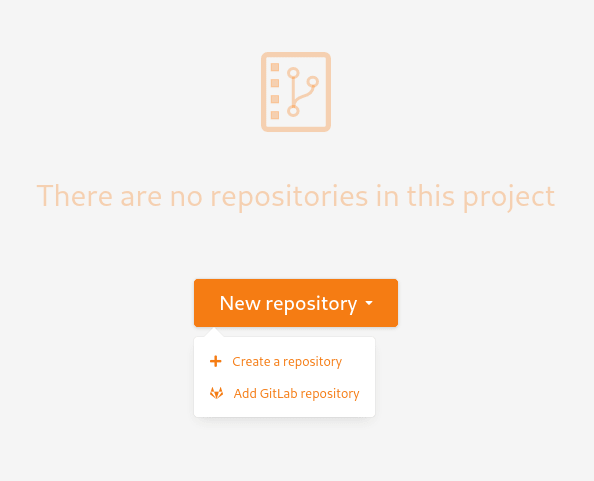 There are no repositories in this project
New repository
Create a repository
Add GitLab repository